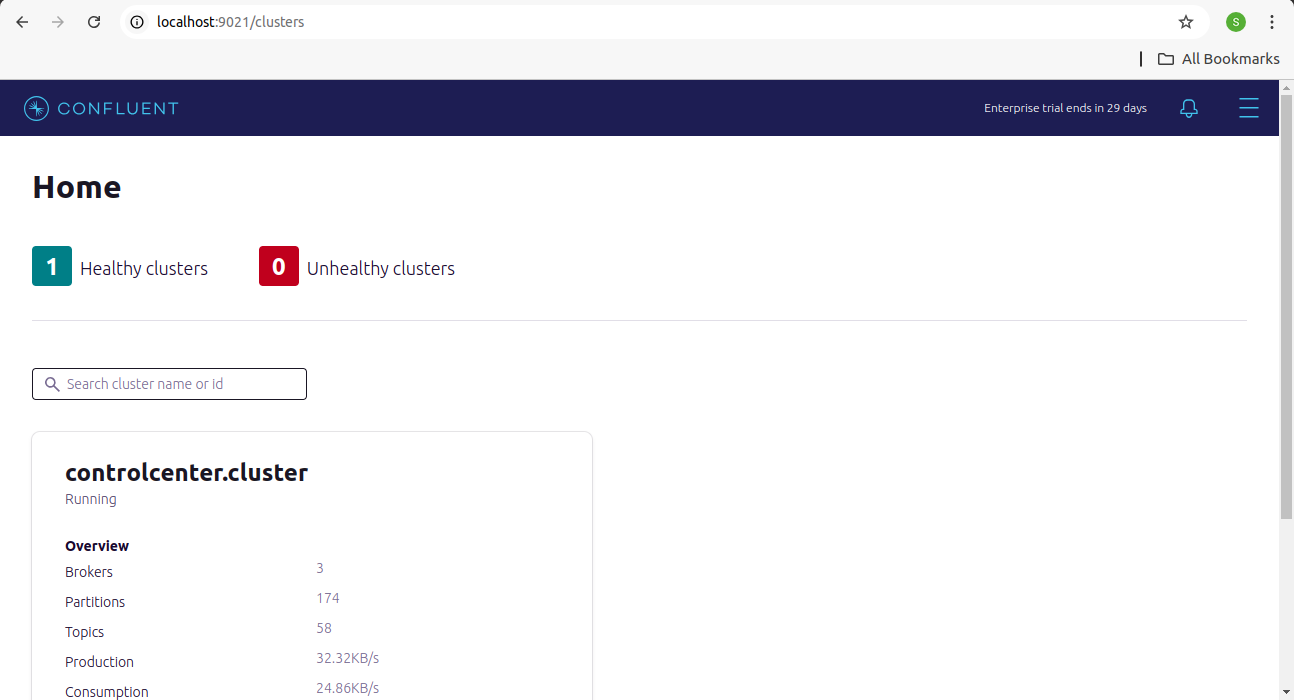 localhost:9021/clusters
S
All Bookmarks
CONFLUENT
Enterprise trial ends in 29 days
Home
1 Healthy clusters
0 Unhealthy clusters
Search cluster name or id
controlcenter.cluster
Running
Overview
Brokers 3
Partitions 174
Topics 58
Production 32.32KB/s
Consumption 24.86KB/s